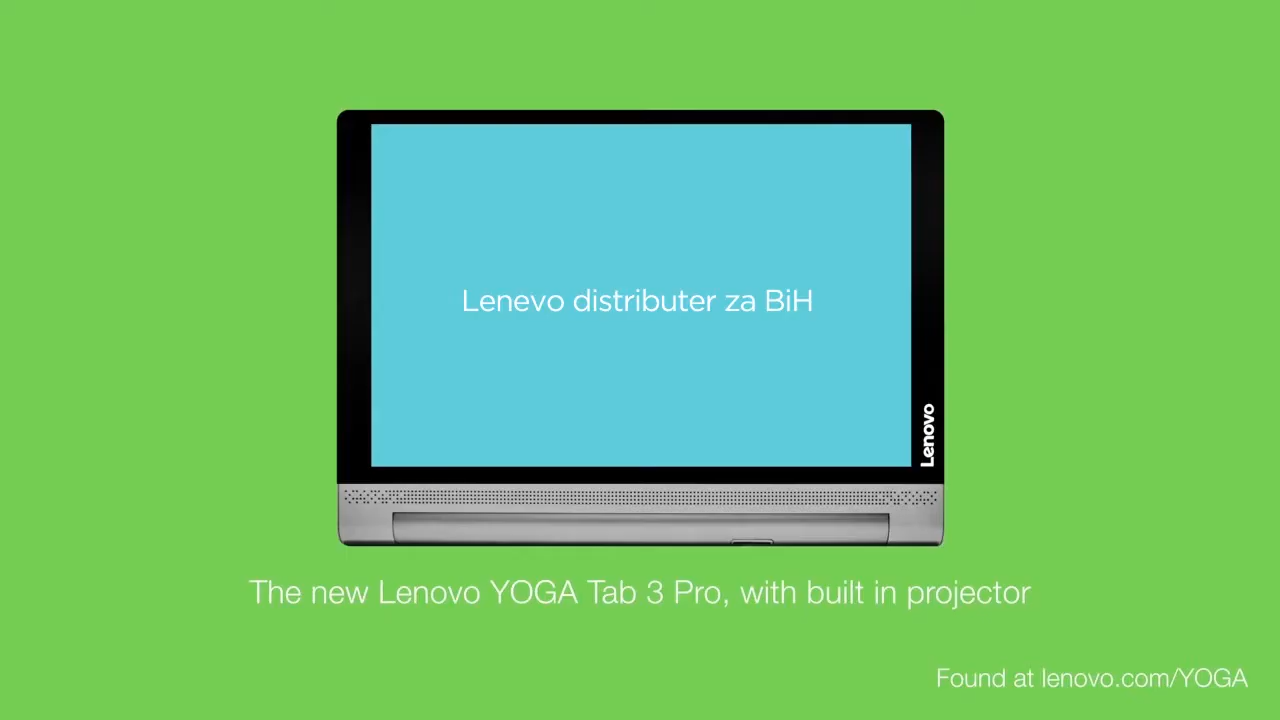 Lenevo distributer za BiH
Lenovo
The new Lenovo YOGA Tab 3 Pro, with built in projector
Found at lenovo.com/YOGA